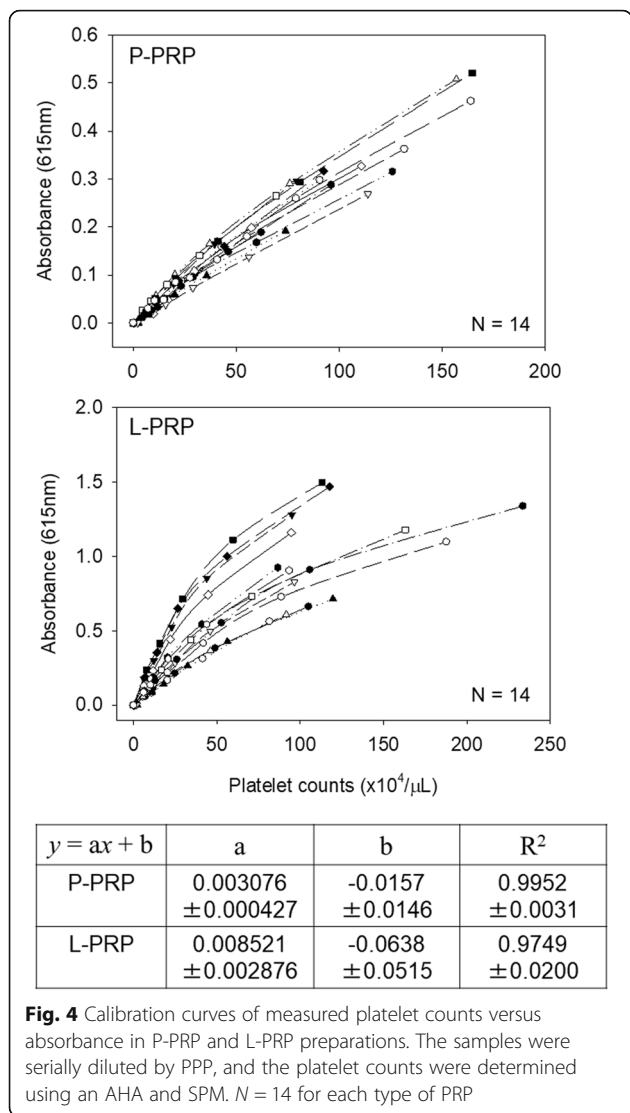 P-PRP
Absorbance (615nm)
0.6
0.5
0.4
0.3
0.2
0.1
0.0
N = 14
0 50 100 150 200
L-PRP
Absorbance (615nm)
2.0
1.5
1.0
0.5
0.0
N = 14
0 50 100 150 200 250
Platelet counts (x10⁴/μL)
y = ax + b a b R²
P-PRP 0.003076 -0.0157 0.9952
±0.000427 ±0.0146 ±0.0031
L-PRP 0.008521 -0.0638 0.9749
±0.002876 ±0.0515 ±0.0200
Fig. 4 Calibration curves of measured platelet counts versus
absorbance in P-PRP and L-PRP preparations. The samples were
serially diluted by PPP, and the platelet counts were determined
using an AHA and SPM. N = 14 for each type of PRP